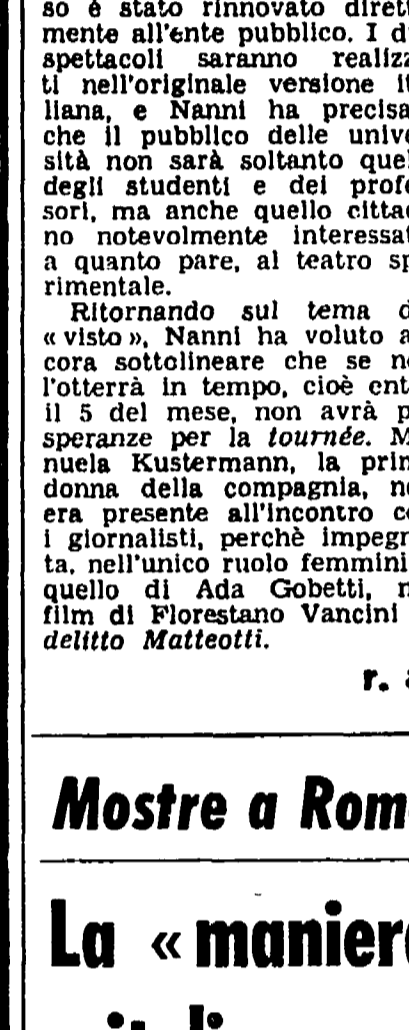 so è stato rinnovato diret
mente all'ente pubblico. I d
spettacoli saranno realizz
ti nell'originale versione it
liana, e Nanni ha precisa
che il pubblico delle unive
sità non sarà soltanto quel
degli studenti e dei profe
sori, ma anche quello citta
no notevolmente interessat
a quanto pare, al teatro sp
rimentale.
Ritornando sul tema d
« visto », Nanni ha voluto a
cora sottolineare che se n
l'otterrà in tempo, cioè ent
il 5 del mese, non avrà p
speranze per la tournée. M
nuela Kustermann, la prim
donna della compagnia, n
era presente all'incontro c
i giornalisti, perchè impegn
ta, nell'unico ruolo femmini
quello di Ada Gobetti, n
film di Florestano Vancini
delitto Matteotti.
r. a
Mostre a Rom
La « manier